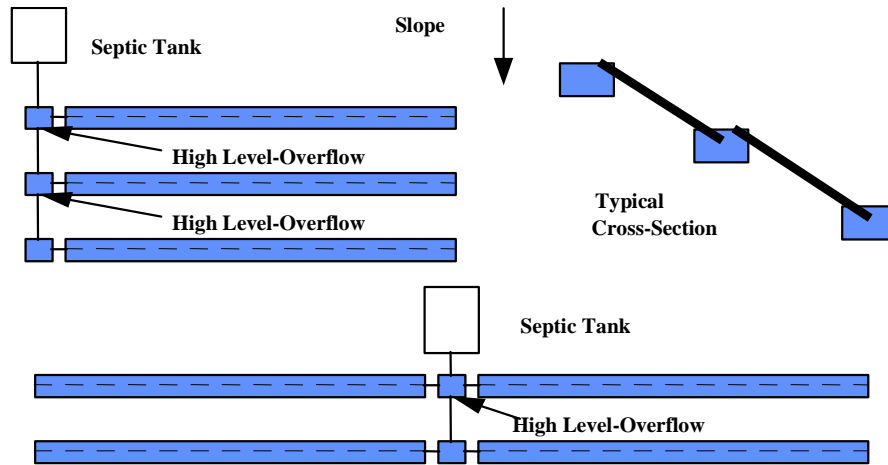 Slope
Septic Tank
High Level-Overflow
High Level-Overflow
Typical
Cross-Section
Septic Tank
High Level-Overflow